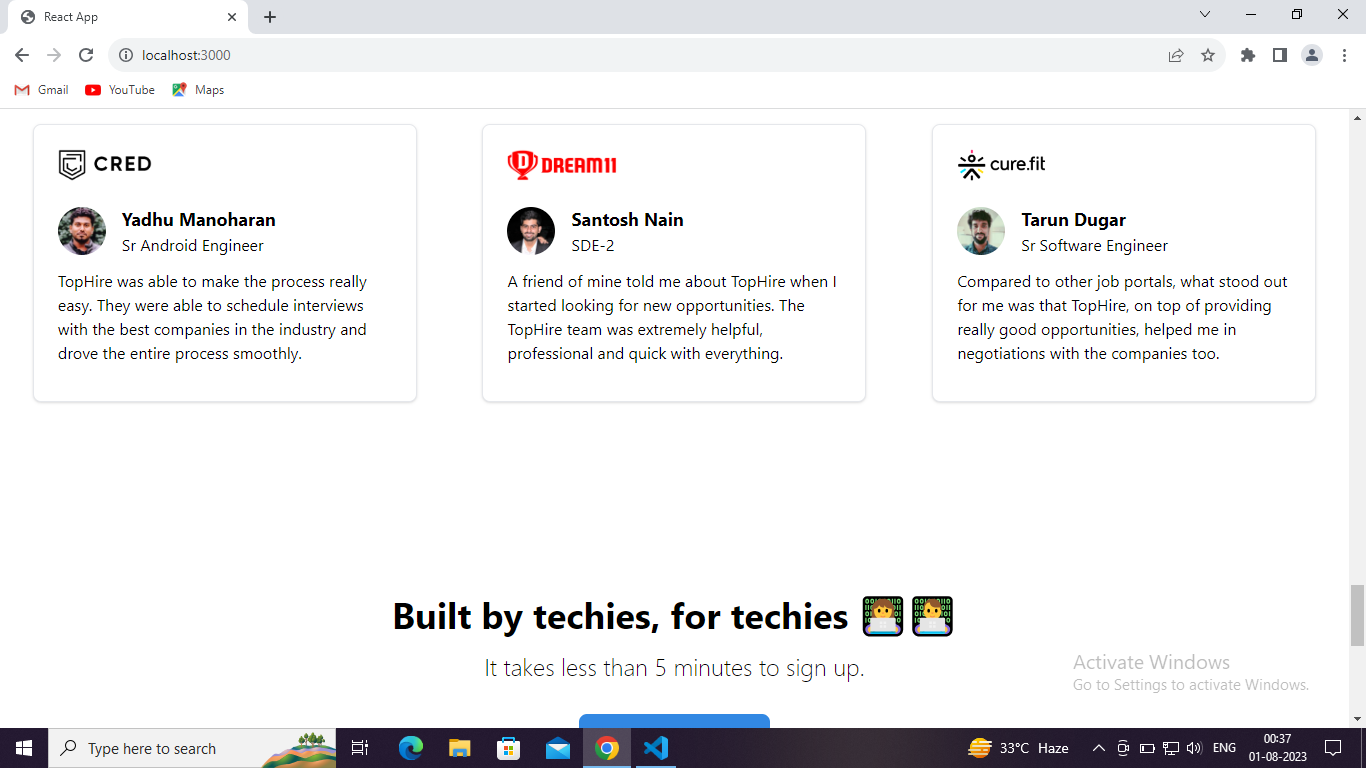 React App
localhost:3000
Gmail
YouTube
Maps
CRED
Yadhu Manoharan
Sr Android Engineer
TopHire was able to make the process really
easy. They were able to schedule interviews
with the best companies in the industry and
drove the entire process smoothly.
DREAM11
Santosh Nain
SDE-2
A friend of mine told me about TopHire when I
started looking for new opportunities. The
TopHire team was extremely helpful,
professional and quick with everything.
cure.fit
Tarun Dugar
Sr Software Engineer
Compared to other job portals, what stood out
for me was that TopHire, on top of providing
really good opportunities, helped me in
negotiations with the companies too.
Built by techies, for techies 👩‍💻👨‍💻
It takes less than 5 minutes to sign up.
Activate Windows
Go to Settings to activate Windows.
Type here to search
33°C Haze
ENG
00:37
01-08-2023